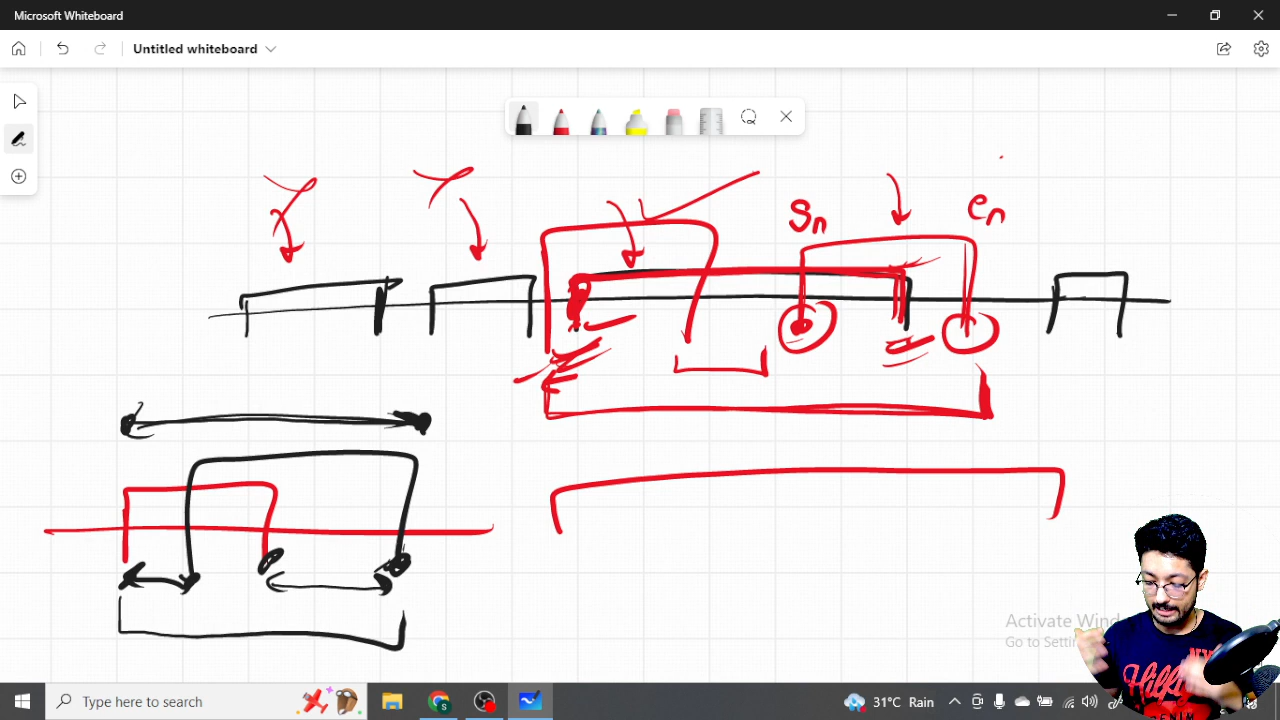 Microsoft Whiteboard
Untitled whiteboard
Sn
en
Activate Wind
Go to Setti
Type here to search
31°C Rain